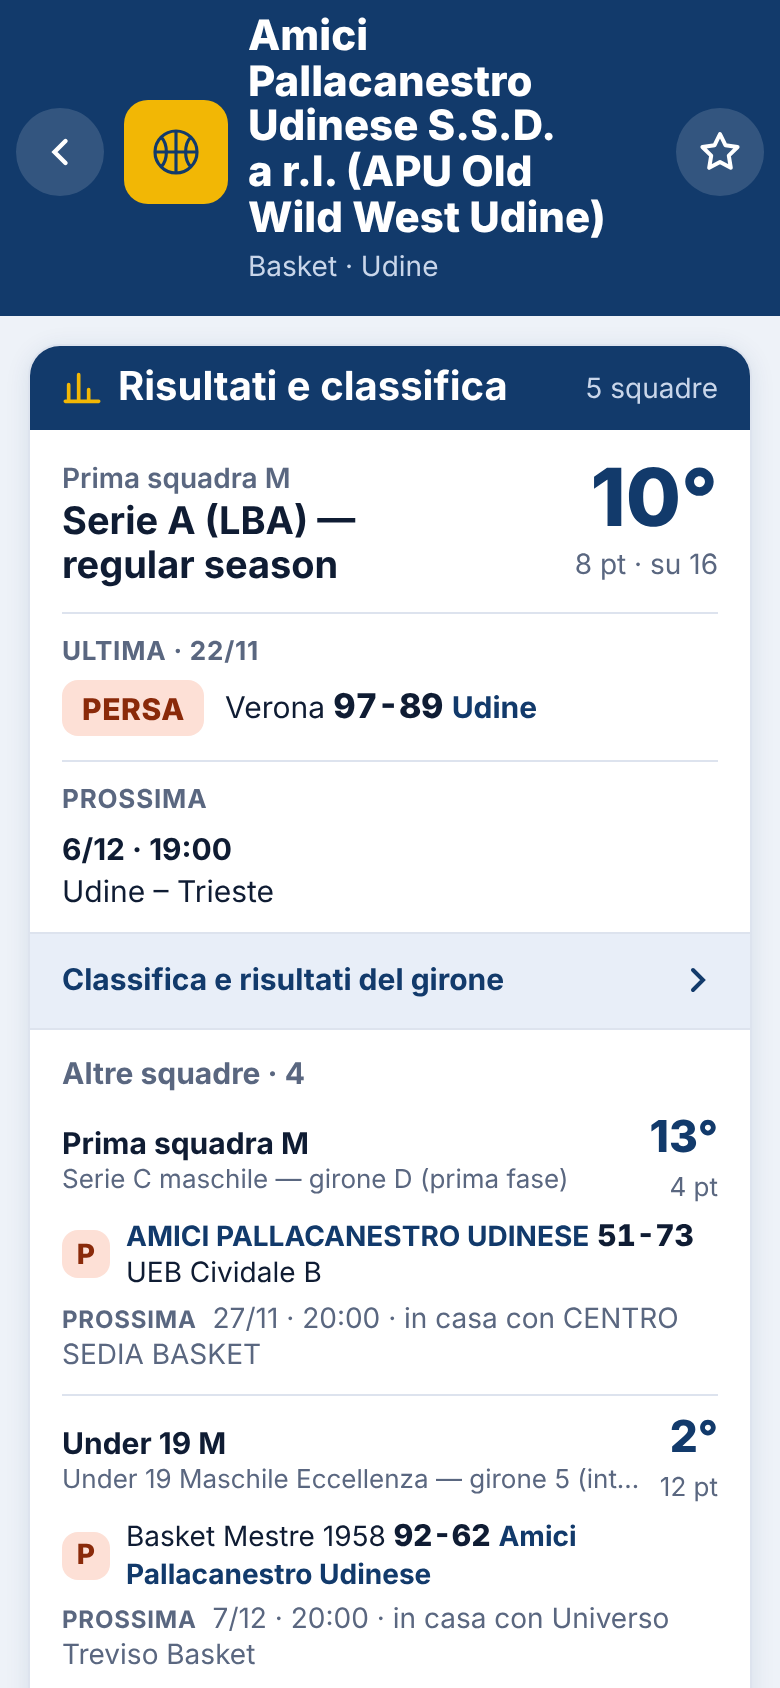 Amici
Pallacanestro
Udinese S.S.D.
a r.l. (APU Old
Wild West Udine)
Basket · Udine
Risultati e classifica
5 squadre
Prima squadra M
Serie A (LBA) —
regular season
10°
8 pt · su 16
ULTIMA · 22/11
PERSA Verona 97-89 Udine
PROSSIMA
6/12 · 19:00
Udine – Trieste
Classifica e risultati del girone
Altre squadre · 4
Prima squadra M
13°
Serie C maschile — girone D (prima fase)
4 pt
P AMICI PALLACANESTRO UDINESE 51-73
UEB Cividale B
PROSSIMA 27/11 · 20:00 · in casa con CENTRO
SEDIA BASKET
Under 19 M
2°
Under 19 Maschile Eccellenza — girone 5 (int...
12 pt
P Basket Mestre 1958 92-62 Amici
Pallacanestro Udinese
PROSSIMA 7/12 · 20:00 · in casa con Universo
Treviso Basket